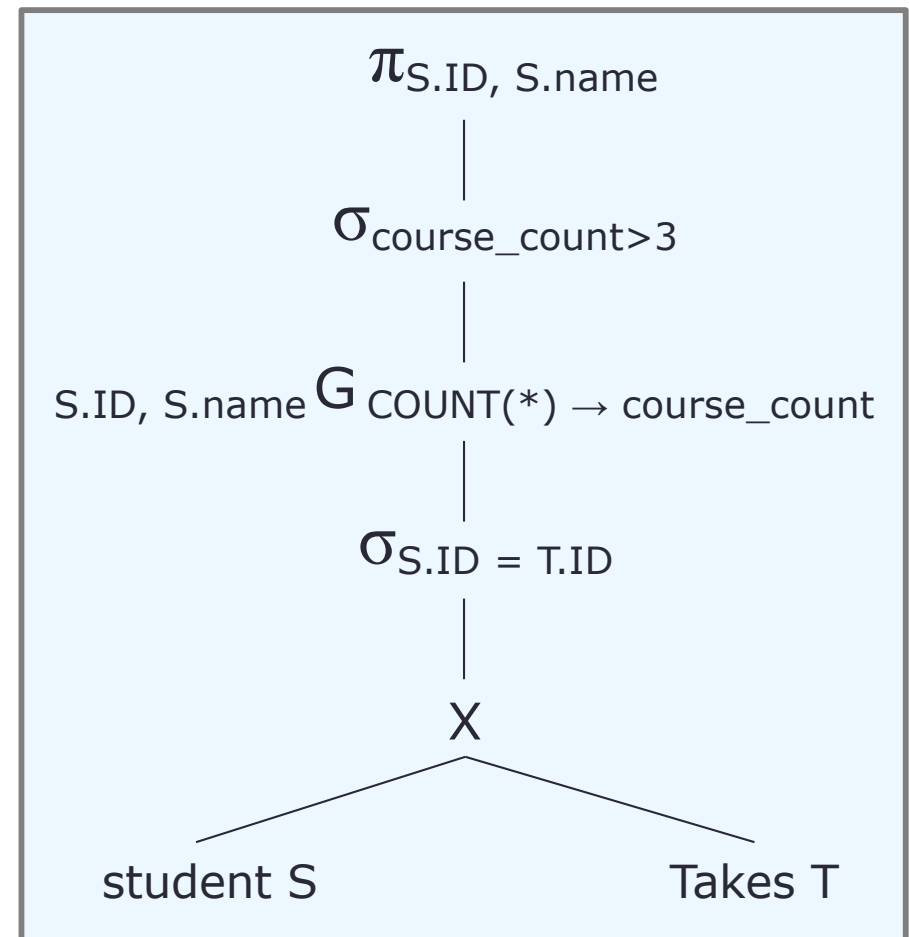 πS.ID, S.name
σcourse_count>3
S.ID, S.name G COUNT(*) → course_count
σS.ID = T.ID
X
student S Takes T